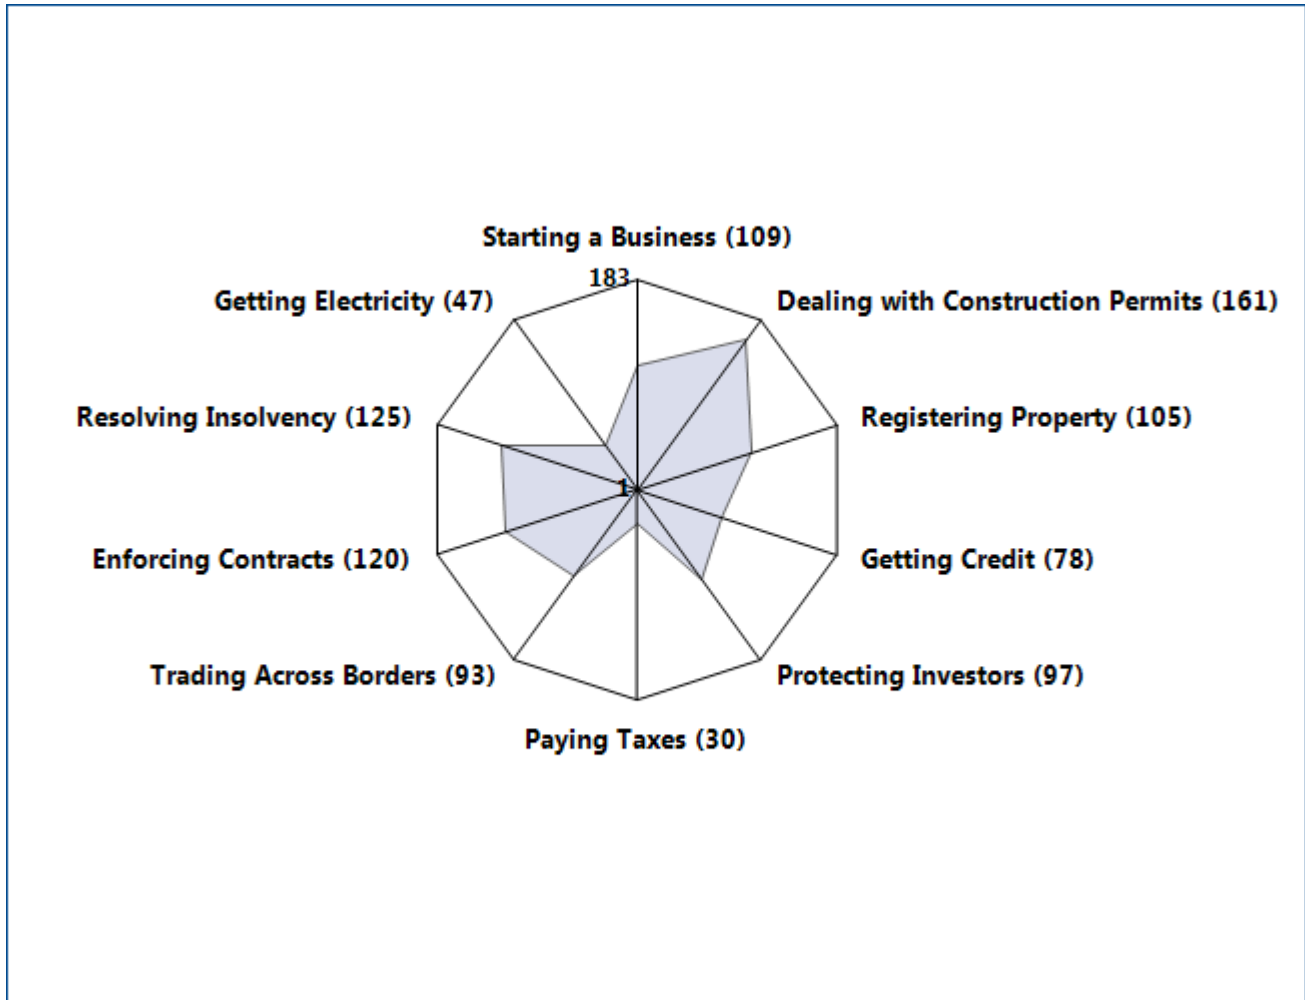 Starting a Business (109)
183
Getting Electricity (47)
Dealing with Construction Permits (161)
Resolving Insolvency (125)
Registering Property (105)
1
Enforcing Contracts (120)
Getting Credit (78)
Trading Across Borders (93)
Protecting Investors (97)
Paying Taxes (30)